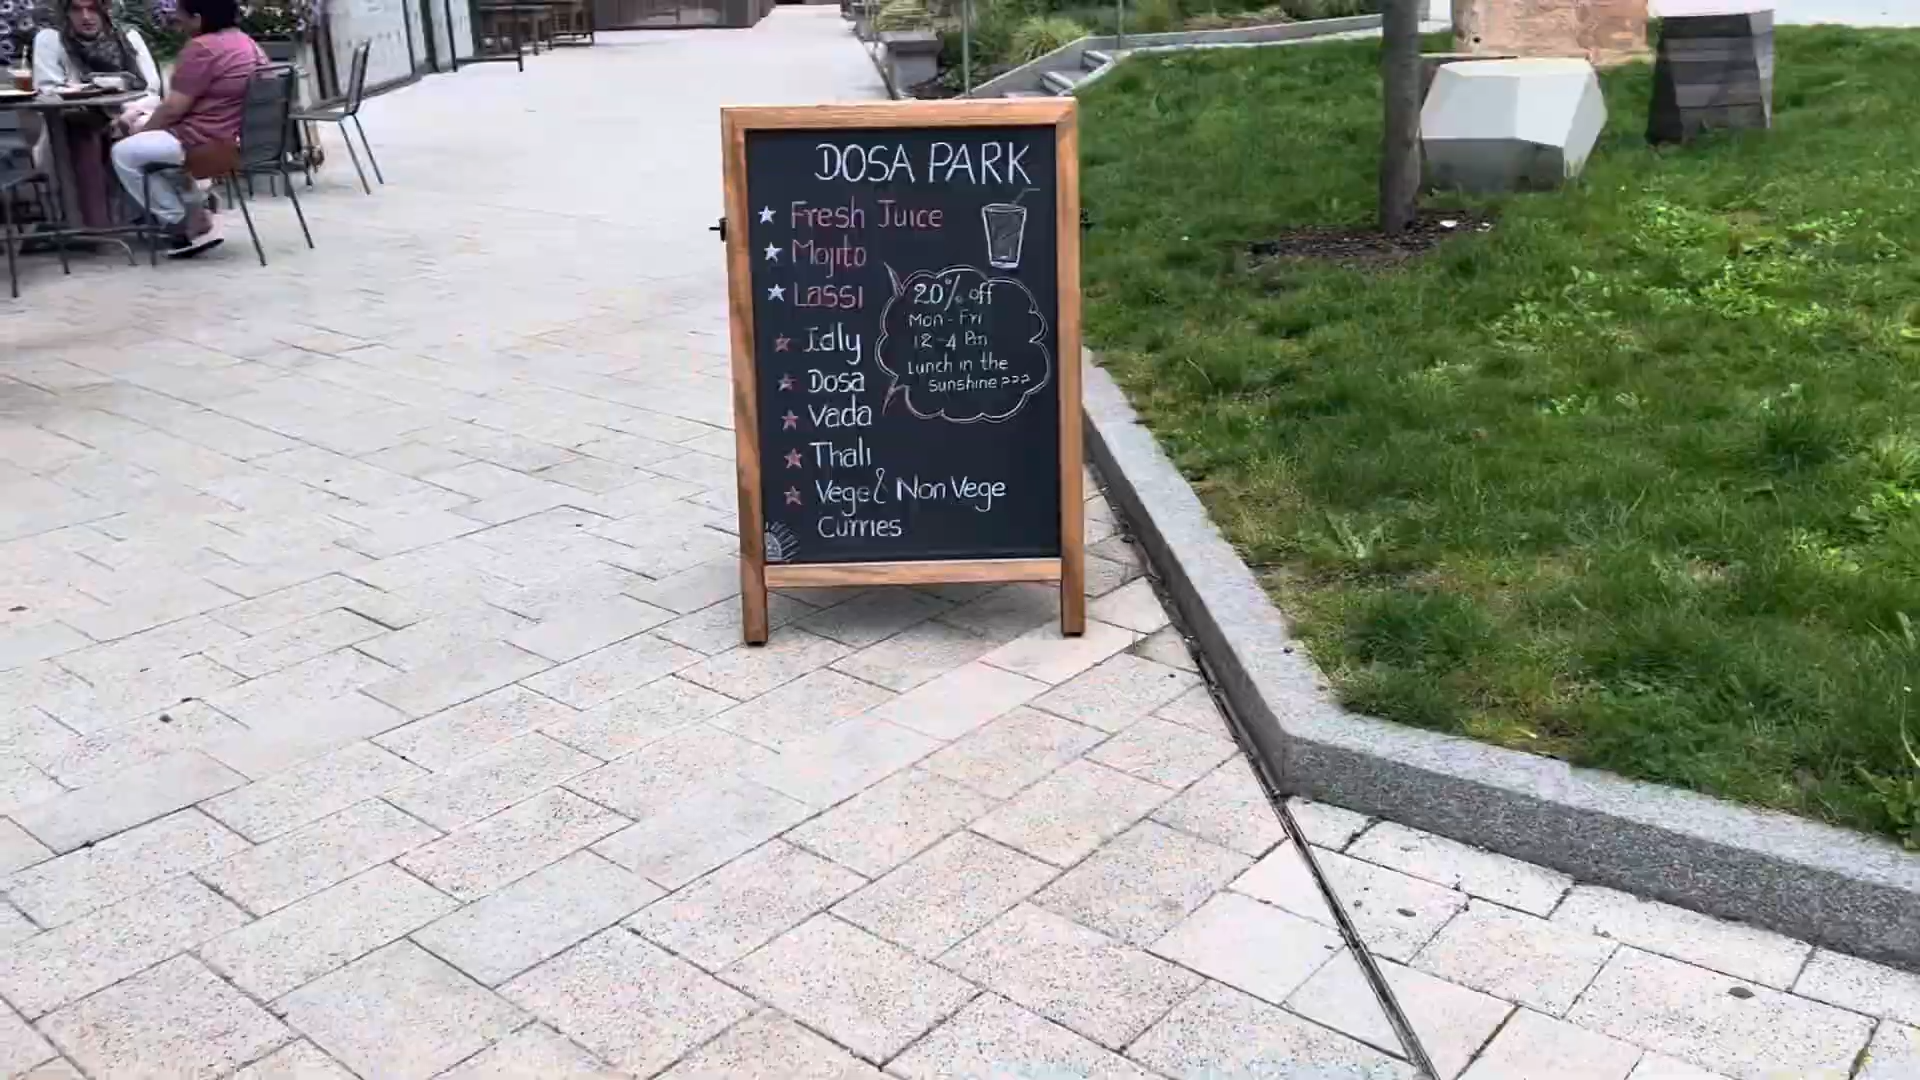 DOSA PARK
Fresh Juice
Mojito
Lassi
20% off
Mon - Fri
12 - 4 Pm
Lunch in the
Sunshine ???
Idly
Dosa
Vada
Thali
Vege & Non Vege
Curries